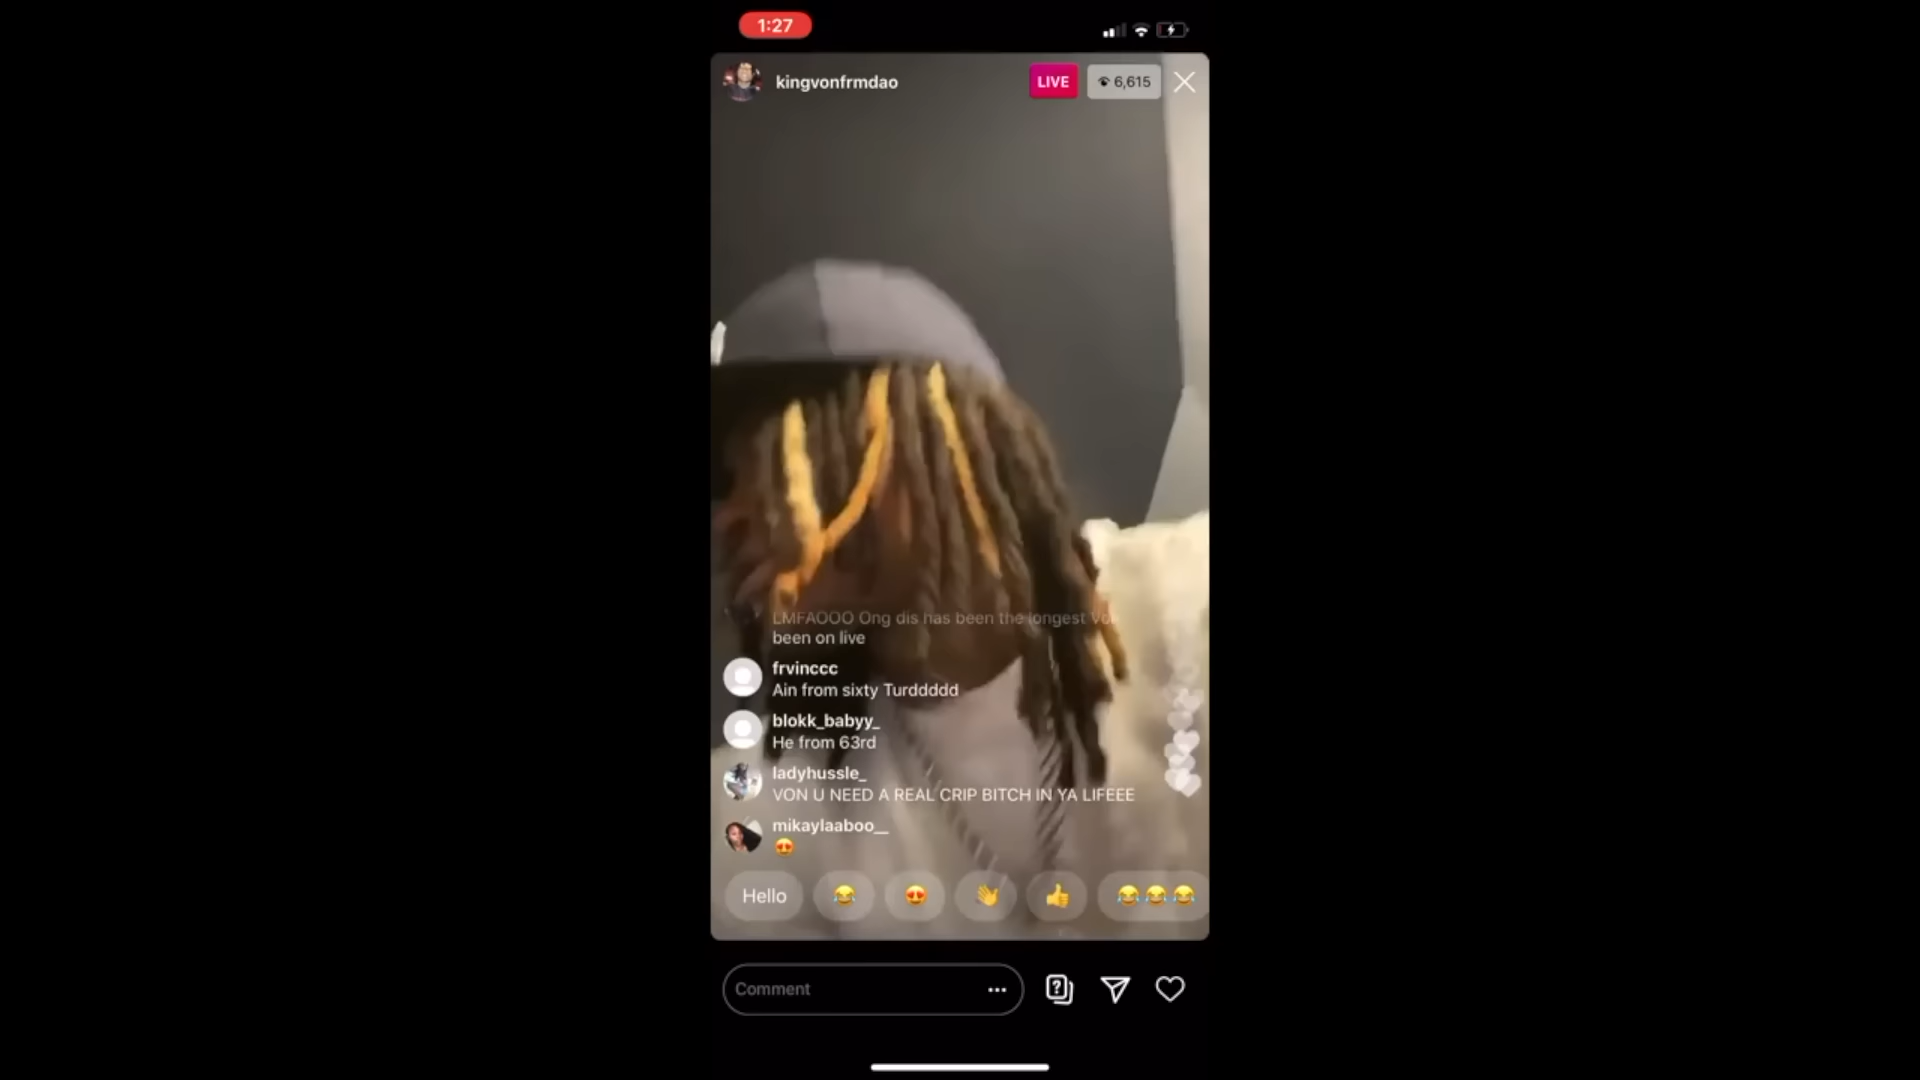 1:27
kingvonfrmdao
LIVE
6,615
LMFAOOO Ong dis has been the longest Von
been on live
frvinccc
Ain from sixty Turddddd
blokk_babyy_
He from 63rd
ladyhussle_
VON U NEED A REAL CRIP BITCH IN YA LIFEEE
mikaylaaboo__
😍
Hello 😂 😍 👋 👍 😂😂😂
Comment